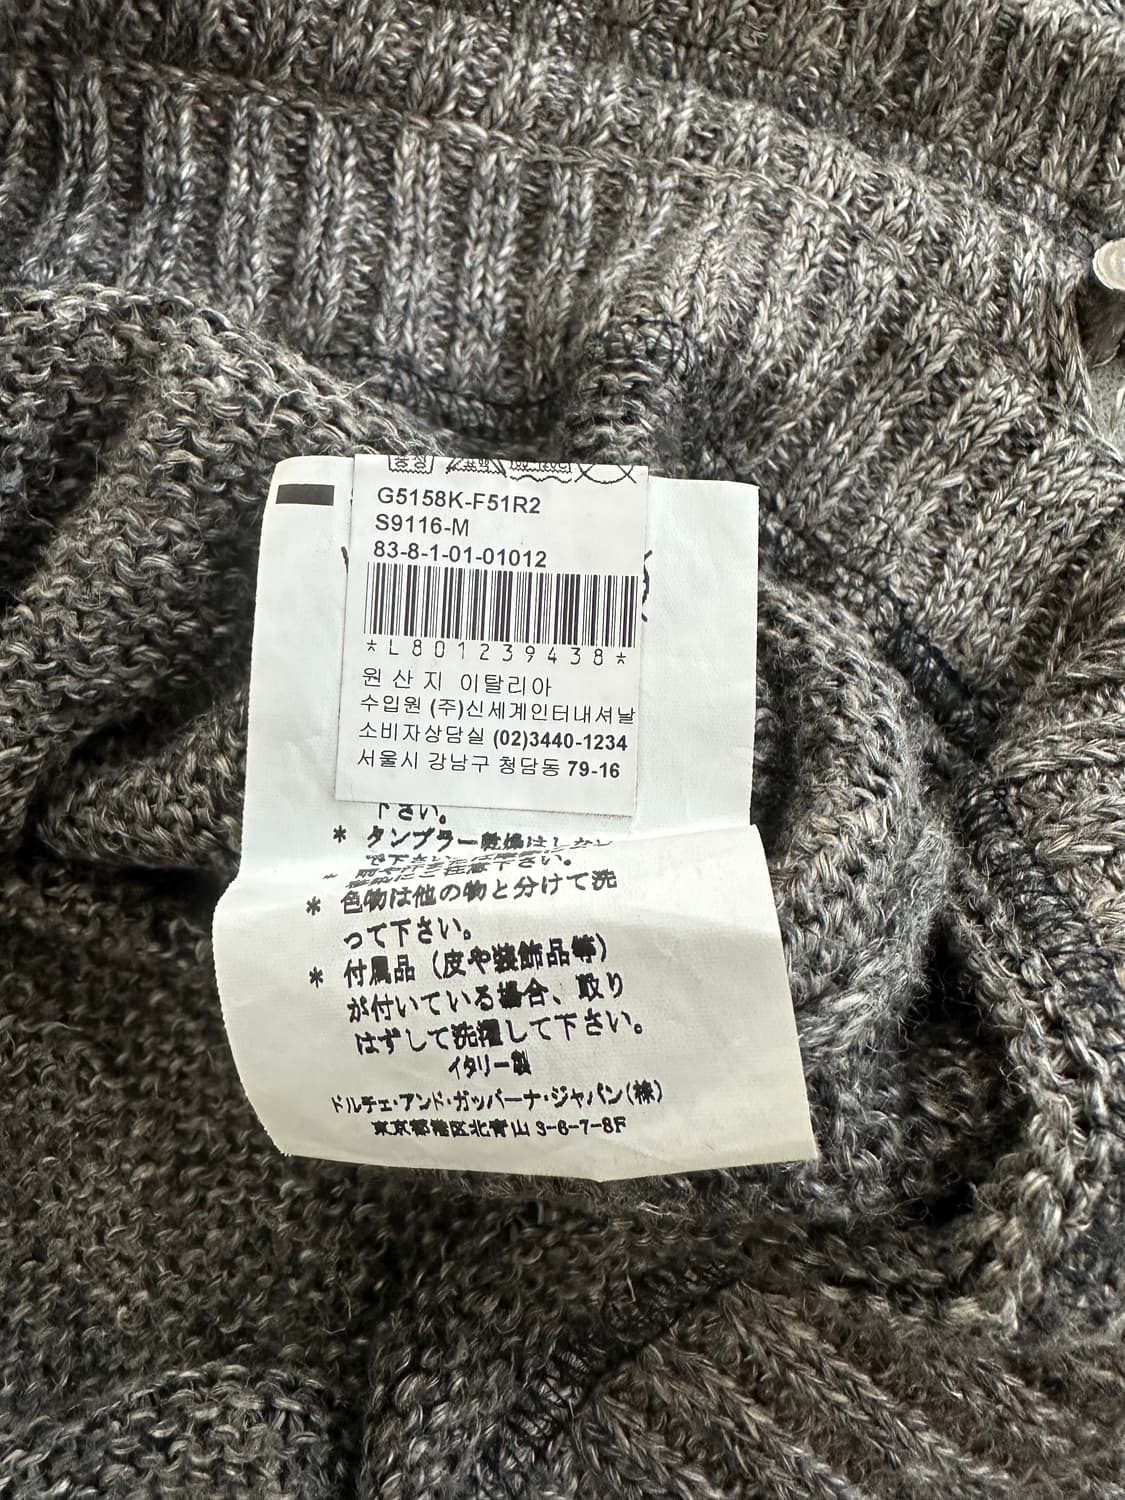 G5158K-F51R2
S9116-M
83-8-1-01-01012
*L801239438*
원 산 지 이탈리아
수입원 (주)신세계인터내셔날
소비자상담실 (02)3440-1234
서울시 강남구 청담동 79-16
下さい。
* タンブラー乾燥はしない
で下さい
* 色物は他の物と分けて洗
って下さい。
* 付属品（皮や装飾品等）
が付いている場合、取り
はずして洗濯して下さい。
イタリー製
ドルチェ・アンド・ガッバーナ・ジャパン(株)
東京都港区北青山 3-6-7-8F